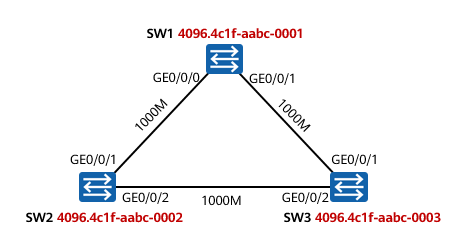 SW1 4096.4c1f-aabc-0001
GE0/0/0
GE0/0/1
1000M
1000M
GE0/0/1
GE0/0/1
GE0/0/2
1000M
GE0/0/2
SW2 4096.4c1f-aabc-0002
SW3 4096.4c1f-aabc-0003